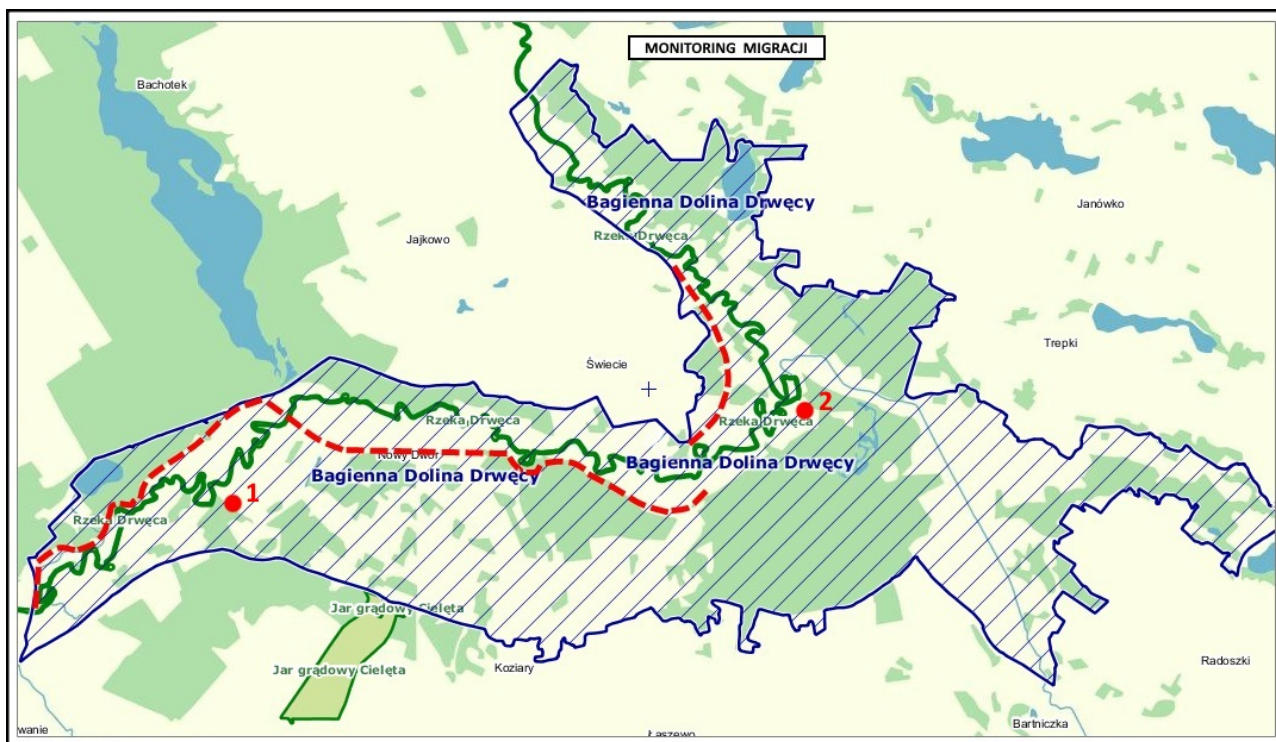 MONITORING MIGRACJI
Bachotek
Bagienna Dolina Drwęcy
Janówko
Rzeka Drwęca
Jajkowo
Trepki
Świecie
2
Rzeka Drwęca
Rzeka Drwęca
Nowy Dwór
Bagienna Dolina Drwęcy
Bagienna Dolina Drwęcy
1
Rzeka Drwęca
Jar grądowy Cielęta
Jar grądowy Cielęta
Koziary
Radoszki
Bartniczka
wanie
Łaszewo